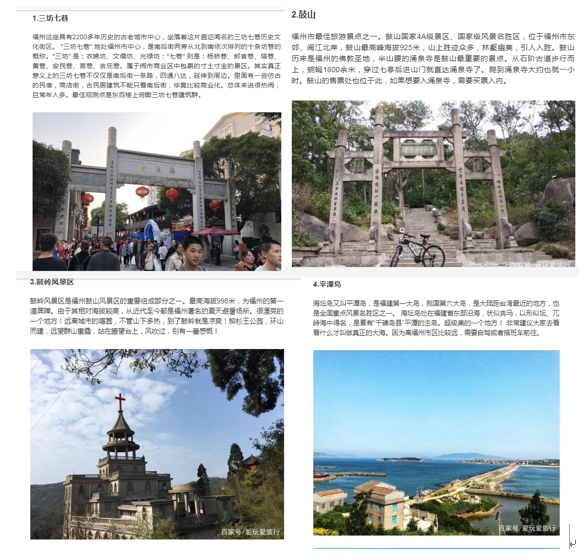 1.三坊七巷
福州这座具有2200多年历史的古老城市中心，坐落着这片遐迩闻名的三坊七巷历史文
化街区。"三坊七巷"地处福州市中心，是南后街两旁从北到南依次排列的十条坊巷的
概称。"三坊"是：衣锦坊、文儒坊、光禄坊；"七巷"则是：杨桥巷、郎官巷、塔巷、
黄巷、安民巷、宫巷、吉庇巷。属于闹市商业区中包裹的寸土寸金的景区。其实真正
意义上的三坊七巷不仅仅是南后街一条路，四通八达，延伸到周边。里面有一些仿古
的民宿，商店街，古民居建筑不能只看南后街，毕竟比较商业化。总体来说很热闹，
且常年人多。最佳观测点是东百楼上俯瞰三坊七巷建筑群。
2.鼓山
福州市最佳旅游景点之一。鼓山国家4A级景区、国家级风景名胜区，位于福州市东
郊、闽江北岸，鼓山最高峰海拔925米，山上胜迹众多，林壑幽美，引人入胜。鼓山
历来是福州的佛教圣地，半山腰的涌泉寺是鼓山最重要的景点。从石阶古道步行而
上，蜿蜒1800余米，穿过七亭后进山门就直达涌泉寺了。爬到涌泉寺大约也就一小
时。鼓山的售票处也位于此，如果想要入涌泉寺，需要买票入内。
3.鼓岭风景区
鼓岭风景区是福州鼓山风景区的重要组成部分之一。最高海拔998米，为福州的第一
道屏障。由于其相对海拔较高，从近代至今都是福州著名的夏天避暑場所。很漂亮的
一个地方！远离城市的喧嚣，不管山下多热，到了鼓岭就是凉爽！柳杉王公园，环山
而建，远望群山重叠，站在瞭望台上，风吹过，别有一番感慨！
百家号/爱玩爱旅行
4.平潭岛
海坛岛又叫平潭岛，是福建第一大岛，我国第六大岛，是大陆距台湾最近的地方，也
是全国重点风景名胜区之一。 海坛岛处在福建省东部沿海，状似奔马，以形似坛、兀
峙海中得名，是素有"千礁岛县"平潭的主岛。超级美的一个地方！ 非常建议大家去看
看什么才叫做真正的大海。因为离福州市区比较远，需要自驾或者搭班车前往。
百家号/爱玩爱旅行